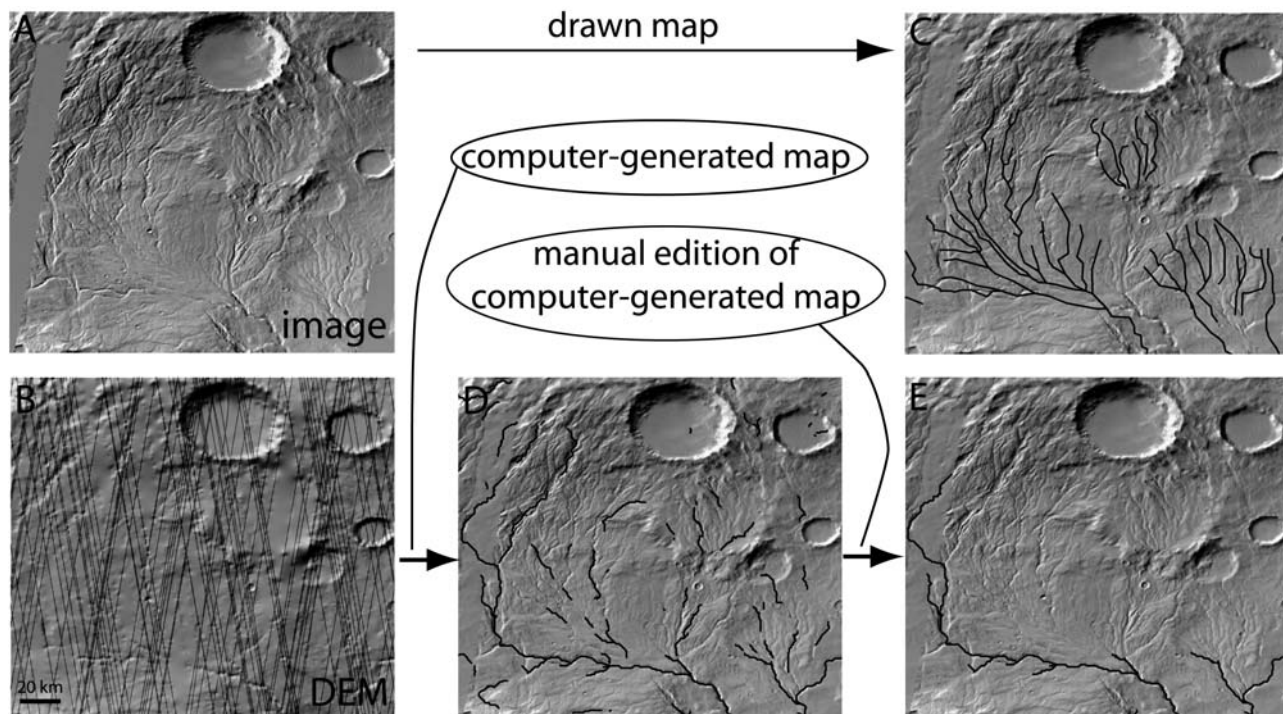 A
drawn map
C
computer-generated map
manual edition of
computer-generated map
image
B
D
E
20 km
DEM